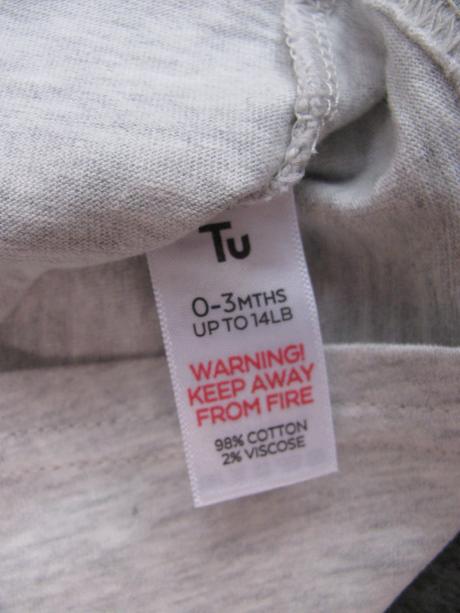 Tu
0-3MTHS
UP TO 14LB
WARNING!
KEEP AWAY
FROM FIRE
98% COTTON
2% VISCOSE